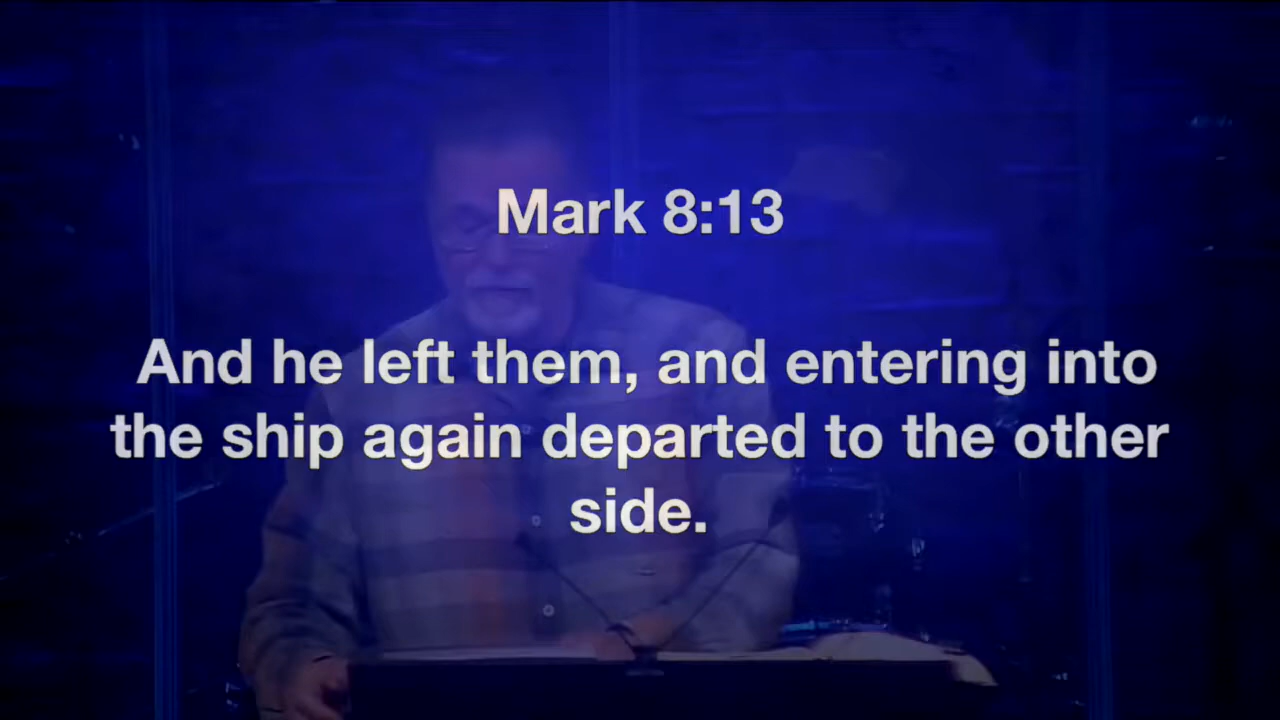 Mark 8:13
And he left them, and entering into
the ship again departed to the other
side.